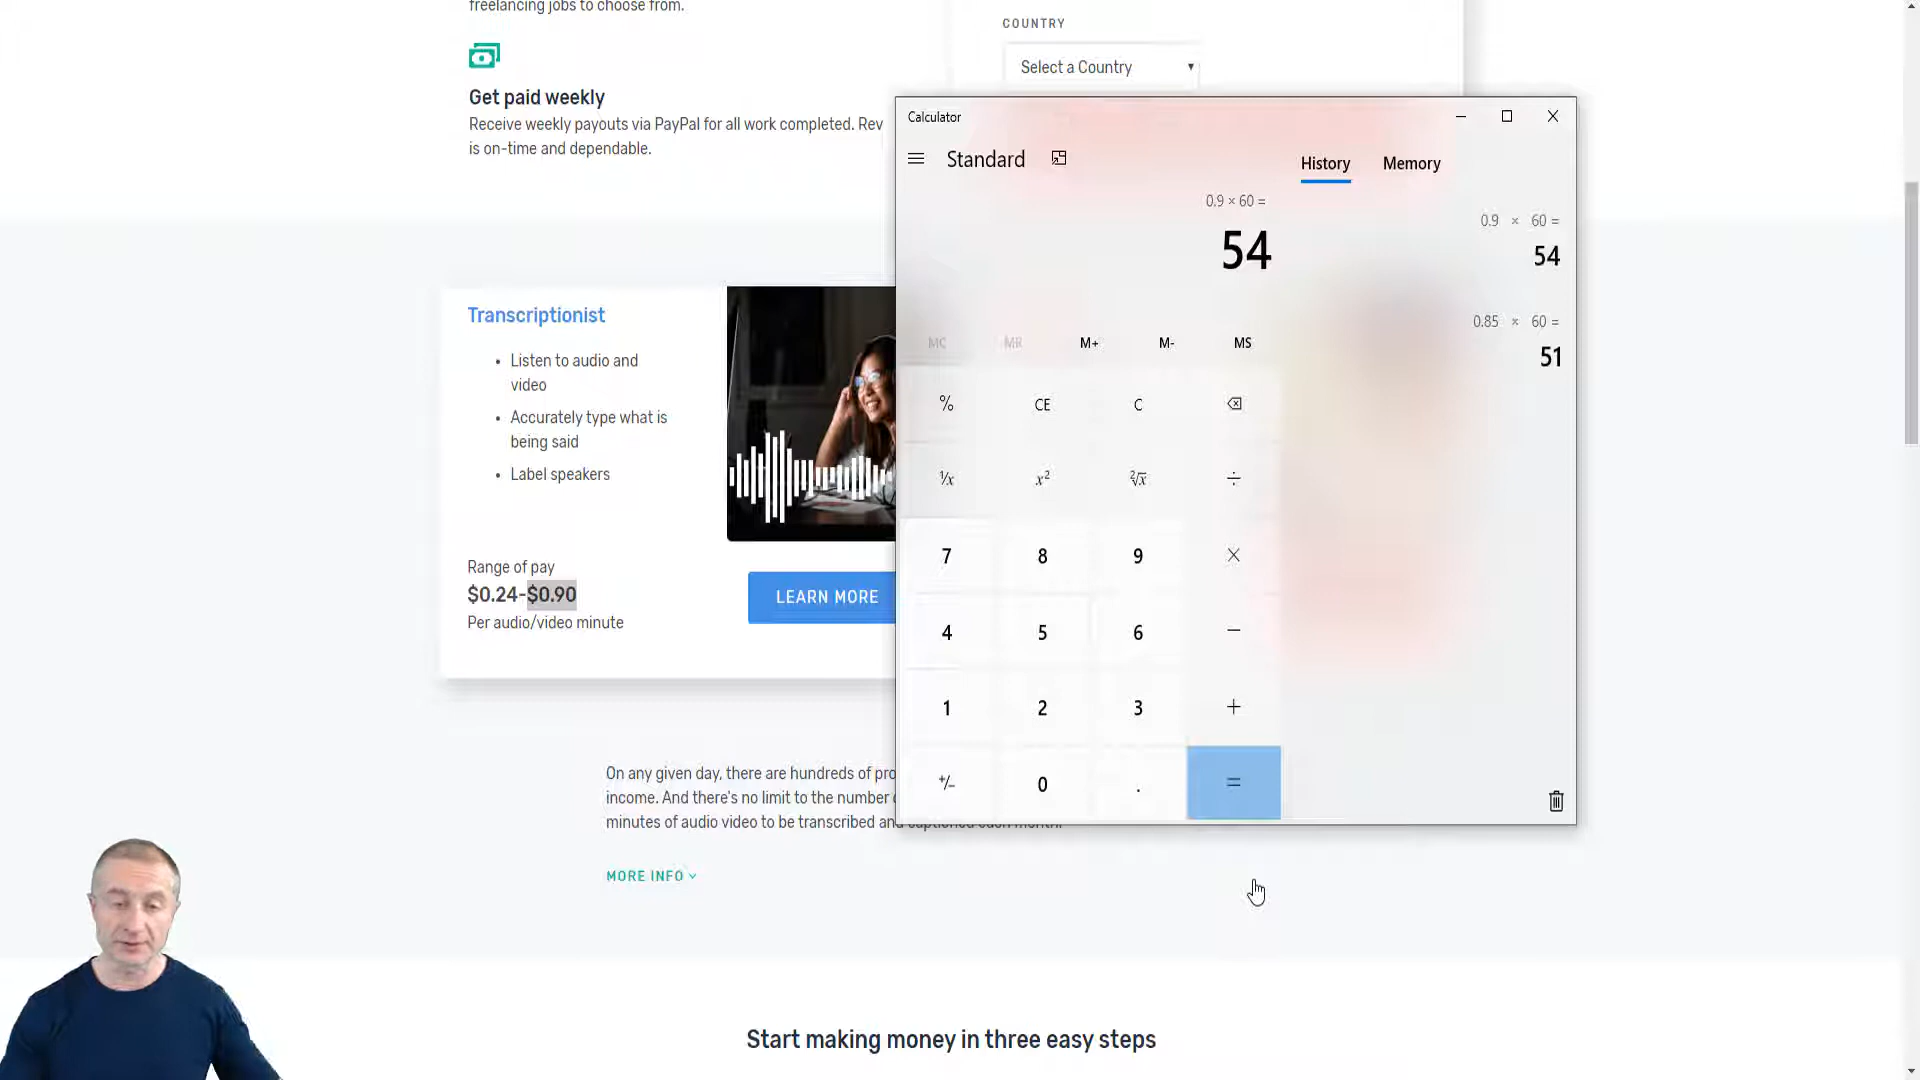 freelancing jobs to choose from.
Get paid weekly
Receive weekly payouts via PayPal for all work completed. Rev
is on-time and dependable.
COUNTRY
Select a Country
Transcriptionist
• Listen to audio and
video
• Accurately type what is
being said
• Label speakers
Range of pay
$0.24-$0.90
Per audio/video minute
LEARN MORE
On any given day, there are hundreds of pro
income. And there's no limit to the number
minutes of audio video to be transcribed and captioned each month.
MORE INFO
Start making money in three easy steps
Calculator
Standard
History Memory
0.9 × 60 =
54
0.9 × 60 =
54
0.85 × 60 =
51
MC MR M+ M- MS
% CE C
¹/x x² ²√x ÷
7 8 9 ×
4 5 6 −
1 2 3 +
+/− 0 . =